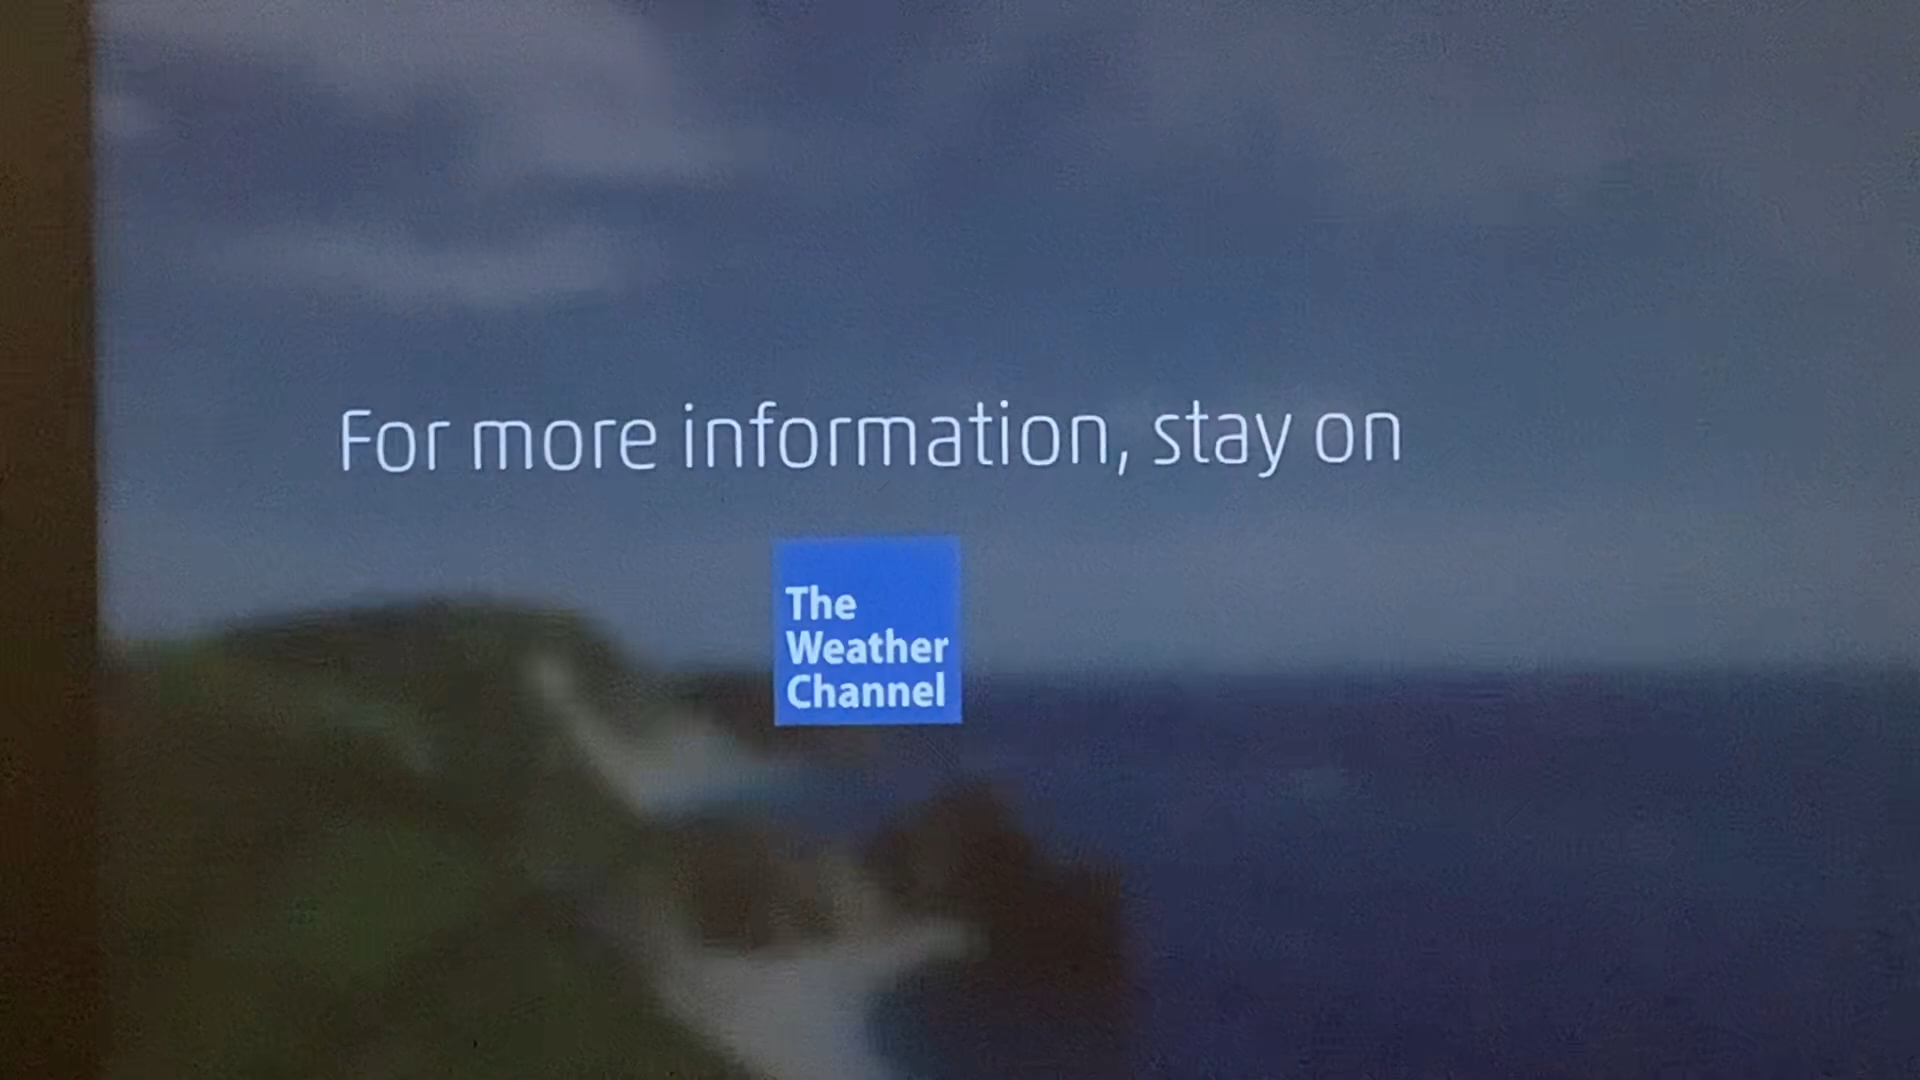 For more information, stay on
The
Weather
Channel